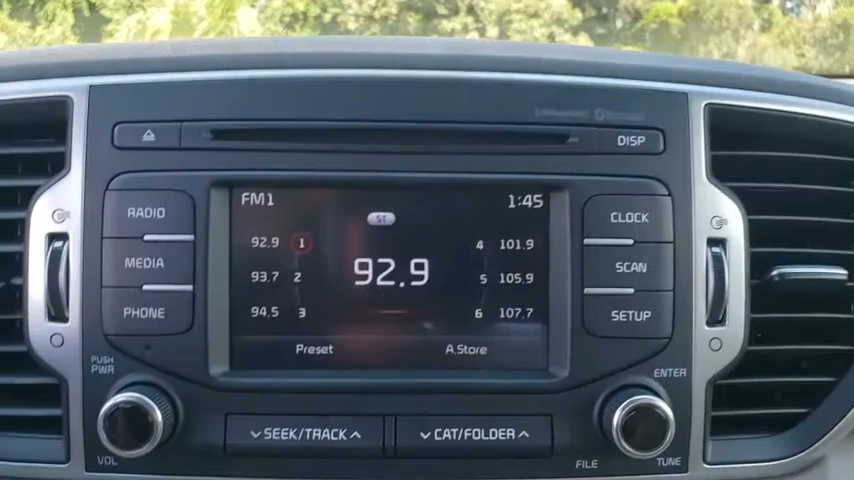 DISP
FM1 1:45
ST
RADIO
MEDIA
PHONE
92.9 1
93.7 2
94.5 3
92.9
4 101.9
5 105.9
6 107.7
Preset A.Store
CLOCK
SCAN
SETUP
PUSH
PWR
VOL
SEEK/TRACK
CAT/FOLDER
ENTER
FILE
TUNE